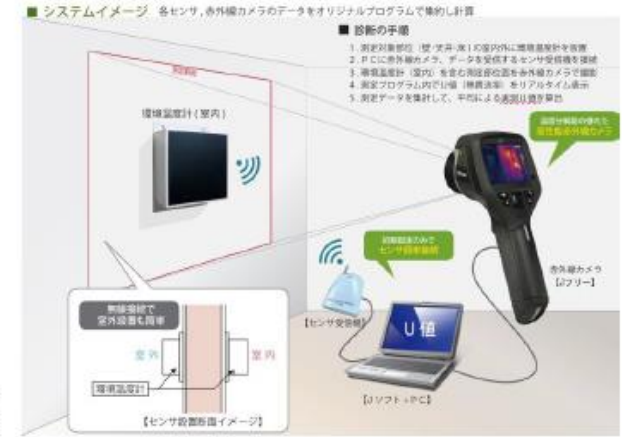 ■ システムイメージ 各センサ，赤外線カメラのデータをオリジナルプログラムで集約し計算
■ 診断の手順
1．測定対象部位（壁・天井・床）の室内外に環境温度計を設置
2．PCに赤外線カメラ、データを受信するセンサ受信機を接続
3．環境温度計（室内）を含む測定部位面を赤外線カメラで撮影
4．測定プログラム内でU値（熱貫流率）をリアルタイム表示
5．測定データを集計して、平均による実測U値を算出
環境温度計（室内）
温度分解能の優れた
高性能赤外線カメラ
赤外線カメラ
【Jフリー】
初期設定のみで
センサ簡単接続
【センサ受信機】
U値
【Jソフト+PC】
無線接続で
室外設置も簡単
室外
室内
環境温度計
【センサ設置断面イメージ】